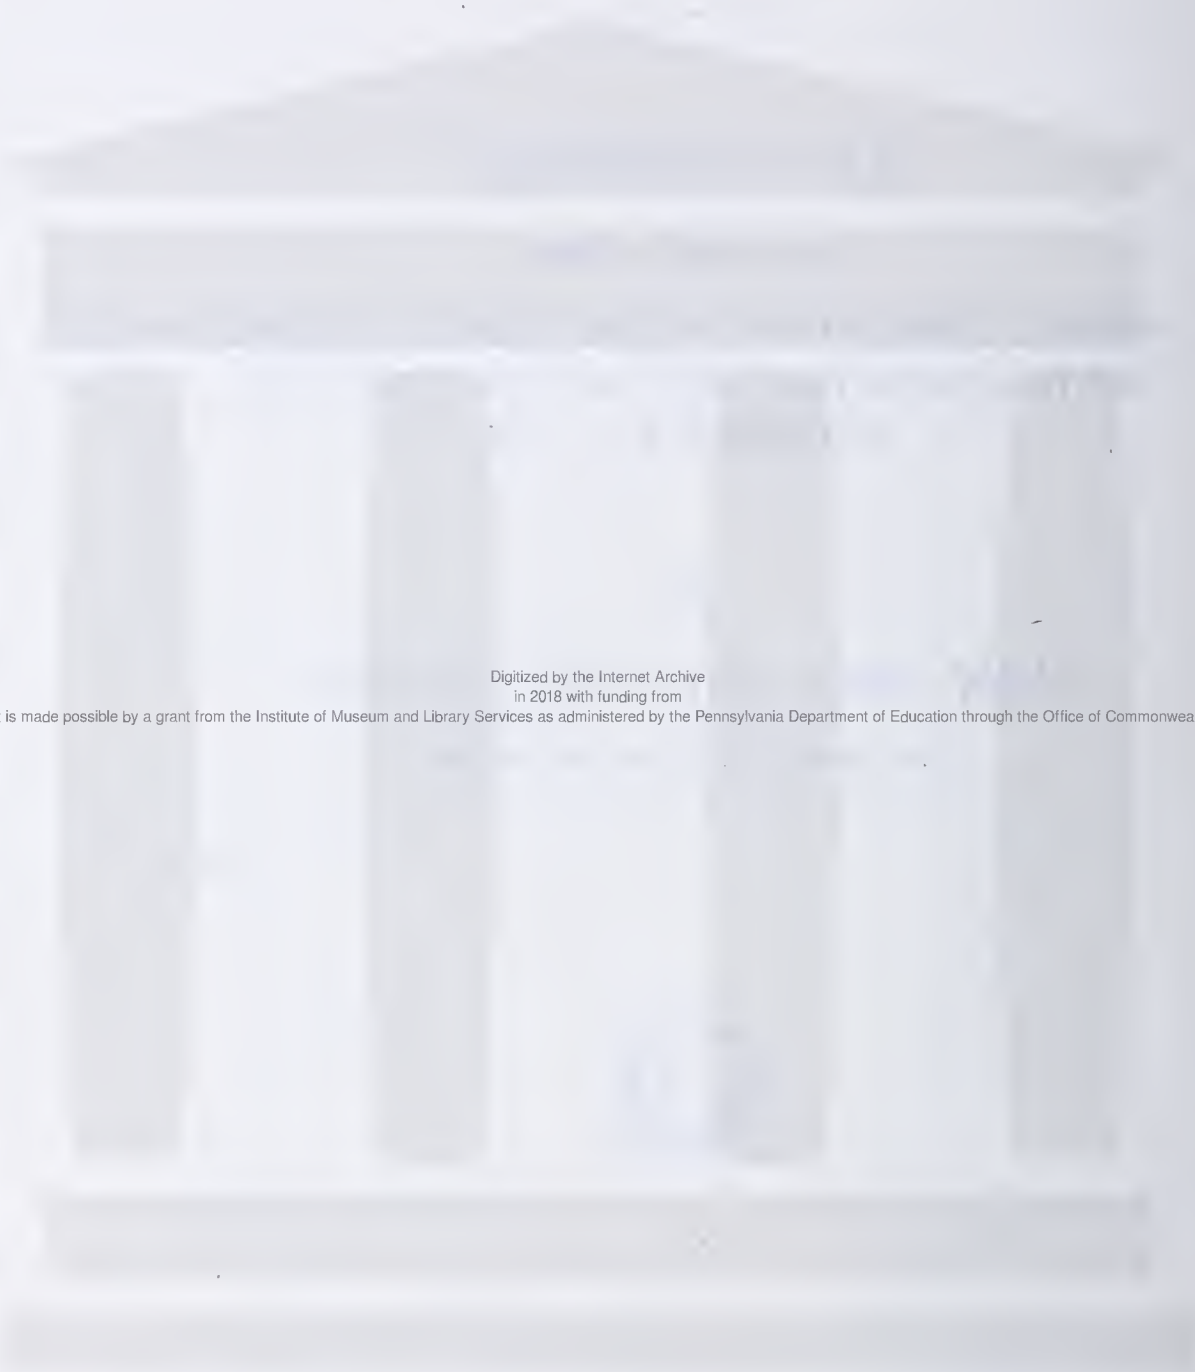 Digitized by the Internet Archive
in 2018 with funding from
is made possible by a grant from the Institute of Museum and Library Services as administered by the Pennsylvania Department of Education through the Office of